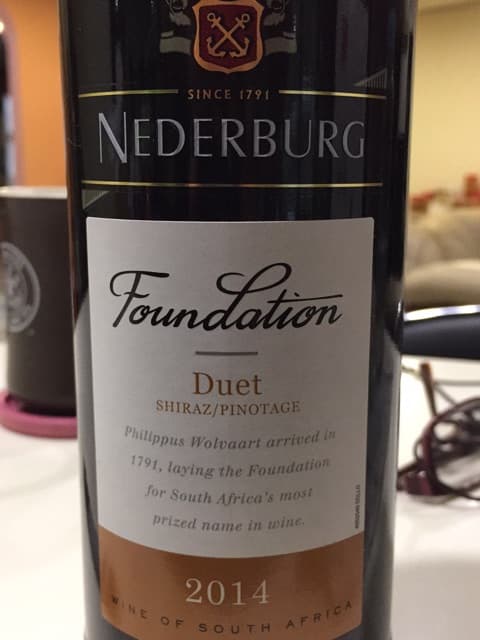 SINCE 1791
NEDERBURG
Foundation
Duet
SHIRAZ/PINOTAGE
Philippus Wolvaart arrived in
1791, laying the Foundation
for South Africa's most
prized name in wine.
2014
WINE OF SOUTH AFRICA